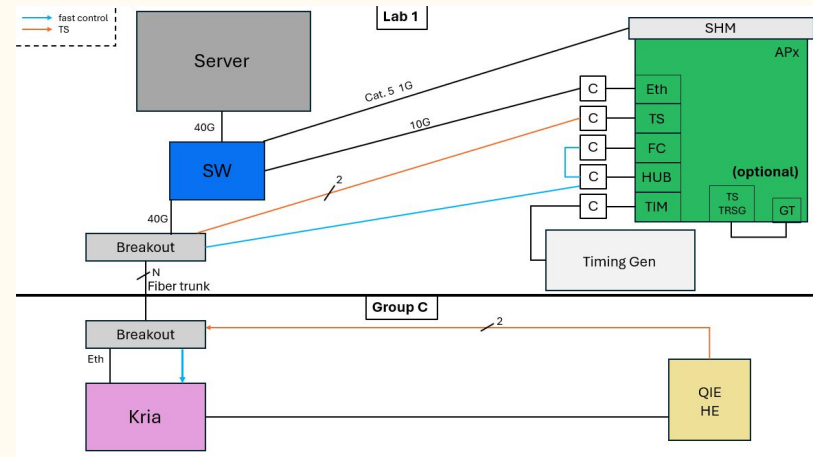 fast control
TS
Lab 1
SHM
APx
Server
Cat. 5 1G
C
Eth
10G
C
TS
40G
C
FC
SW
(optional)
C
HUB
2
TS
TRSG
GT
C
TIM
40G
Breakout
Timing Gen
N
Fiber trunk
Group C
Breakout
2
Eth
QIE
HE
Kria